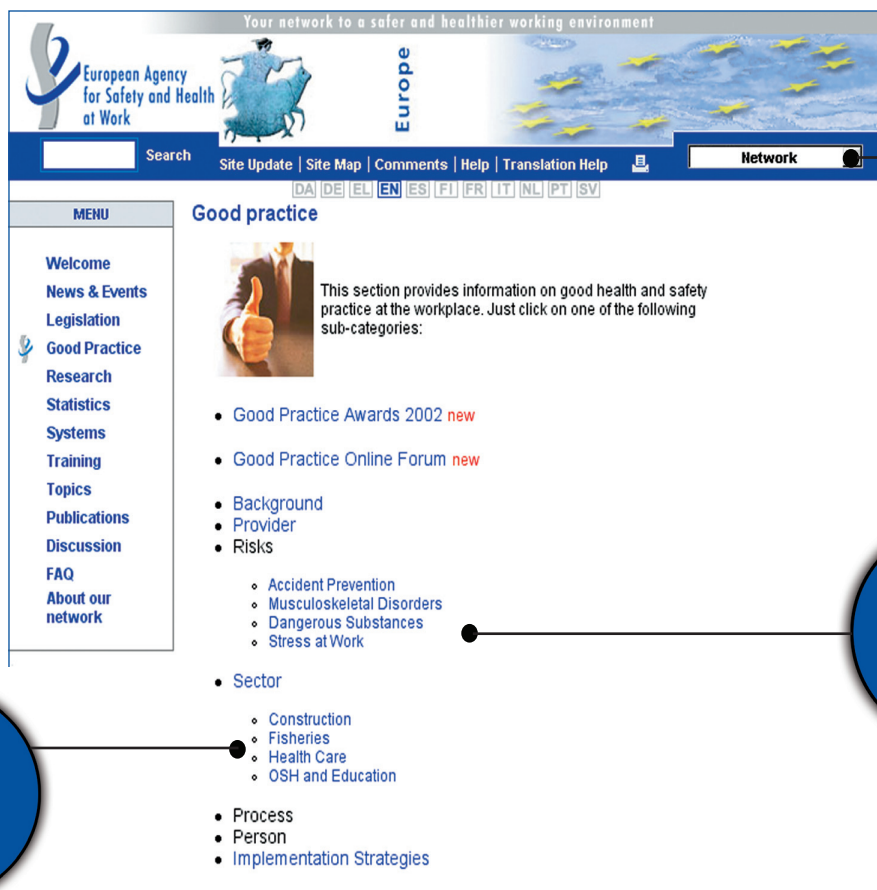 Your network to a safer and healthier working environment
European Agency
for Safety and Health
at Work
Europe
Search
Site Update | Site Map | Comments | Help | Translation Help
Network
DA DE EL EN ES FI FR IT NL PT SV
MENU
Welcome
News & Events
Legislation
Good Practice
Research
Statistics
Systems
Training
Topics
Publications
Discussion
FAQ
About our
network
Good practice
This section provides information on good health and safety
practice at the workplace. Just click on one of the following
sub-categories:
Good Practice Awards 2002 new
Good Practice Online Forum new
Background
Provider
Risks
Accident Prevention
Musculoskeletal Disorders
Dangerous Substances
Stress at Work
Sector
Construction
Fisheries
Health Care
OSH and Education
Process
Person
Implementation Strategies